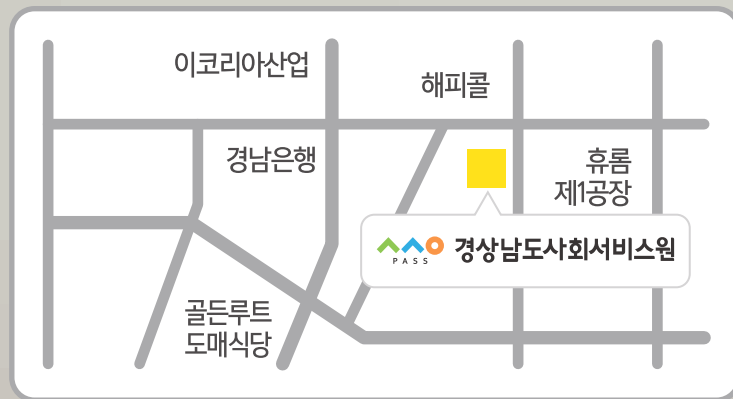 이코리아산업
해피콜
경남은행
휴롬
제1공장
PASS
경상남도사회서비스원
골든루트
도매식당